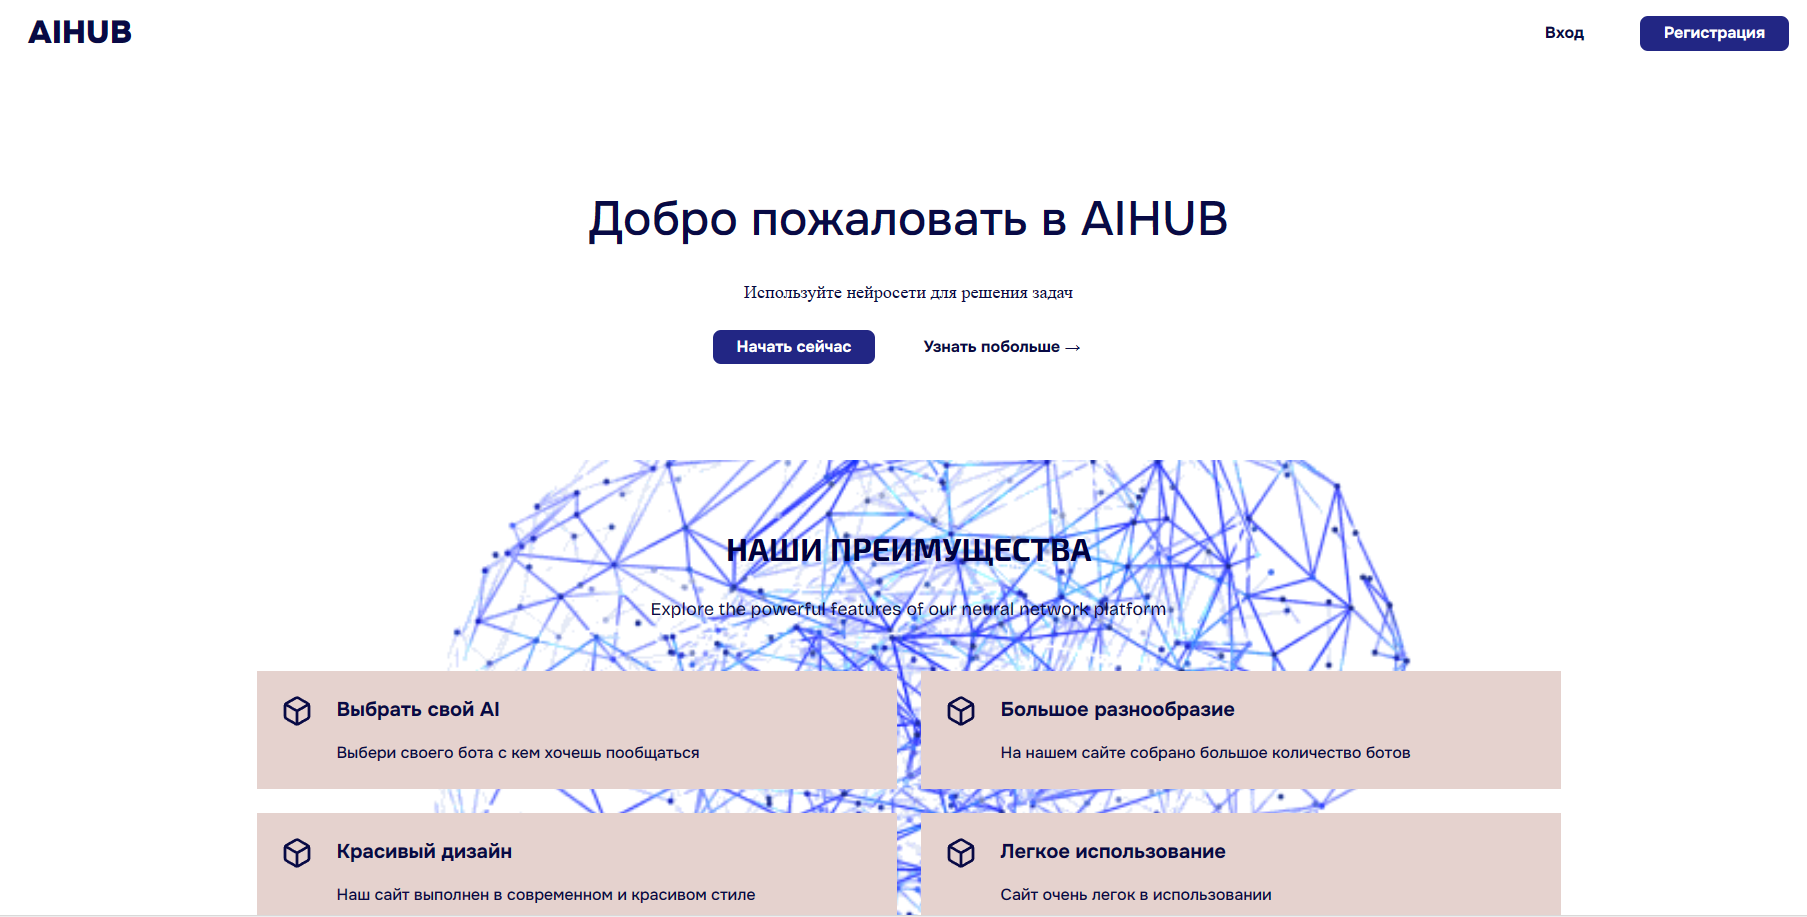 AIHUB
Вход
Регистрация
Добро пожаловать в AIHUB
Используйте нейросети для решения задач
Начать сейчас
Узнать побольше →
НАШИ ПРЕИМУЩЕСТВА
Explore the powerful features of our neural network platform
Выбрать свой AI
Выбери своего бота с кем хочешь пообщаться
Большое разнообразие
На нашем сайте собрано большое количество ботов
Красивый дизайн
Наш сайт выполнен в современном и красивом стиле
Легкое использование
Сайт очень легок в использовании